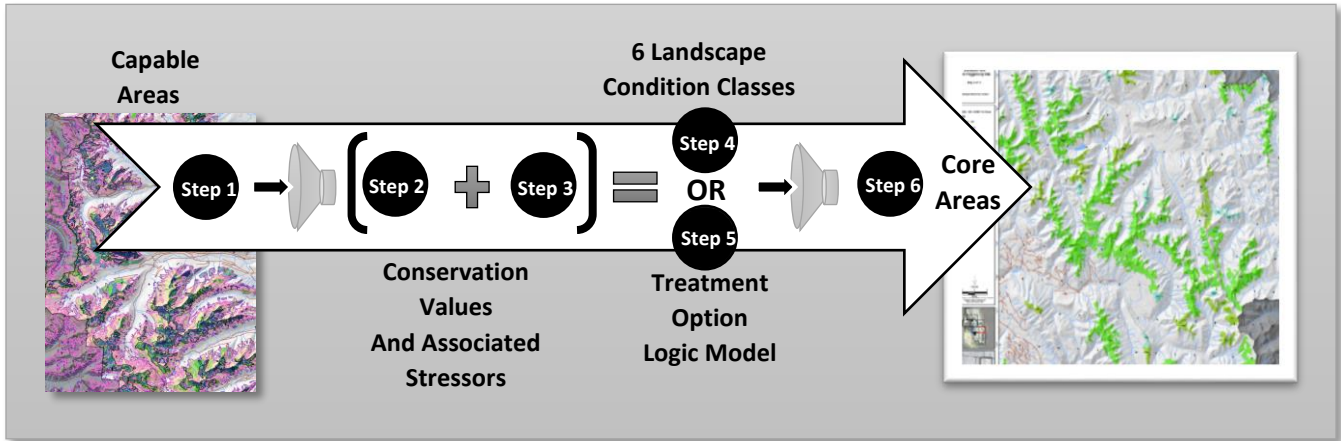 Capable
Areas
6 Landscape
Condition Classes
Step 1
Step 2
Step 3
Step 4
OR
Step 5
Step 6
Core
Areas
Conservation
Values
And Associated
Stressors
Treatment
Option
Logic Model